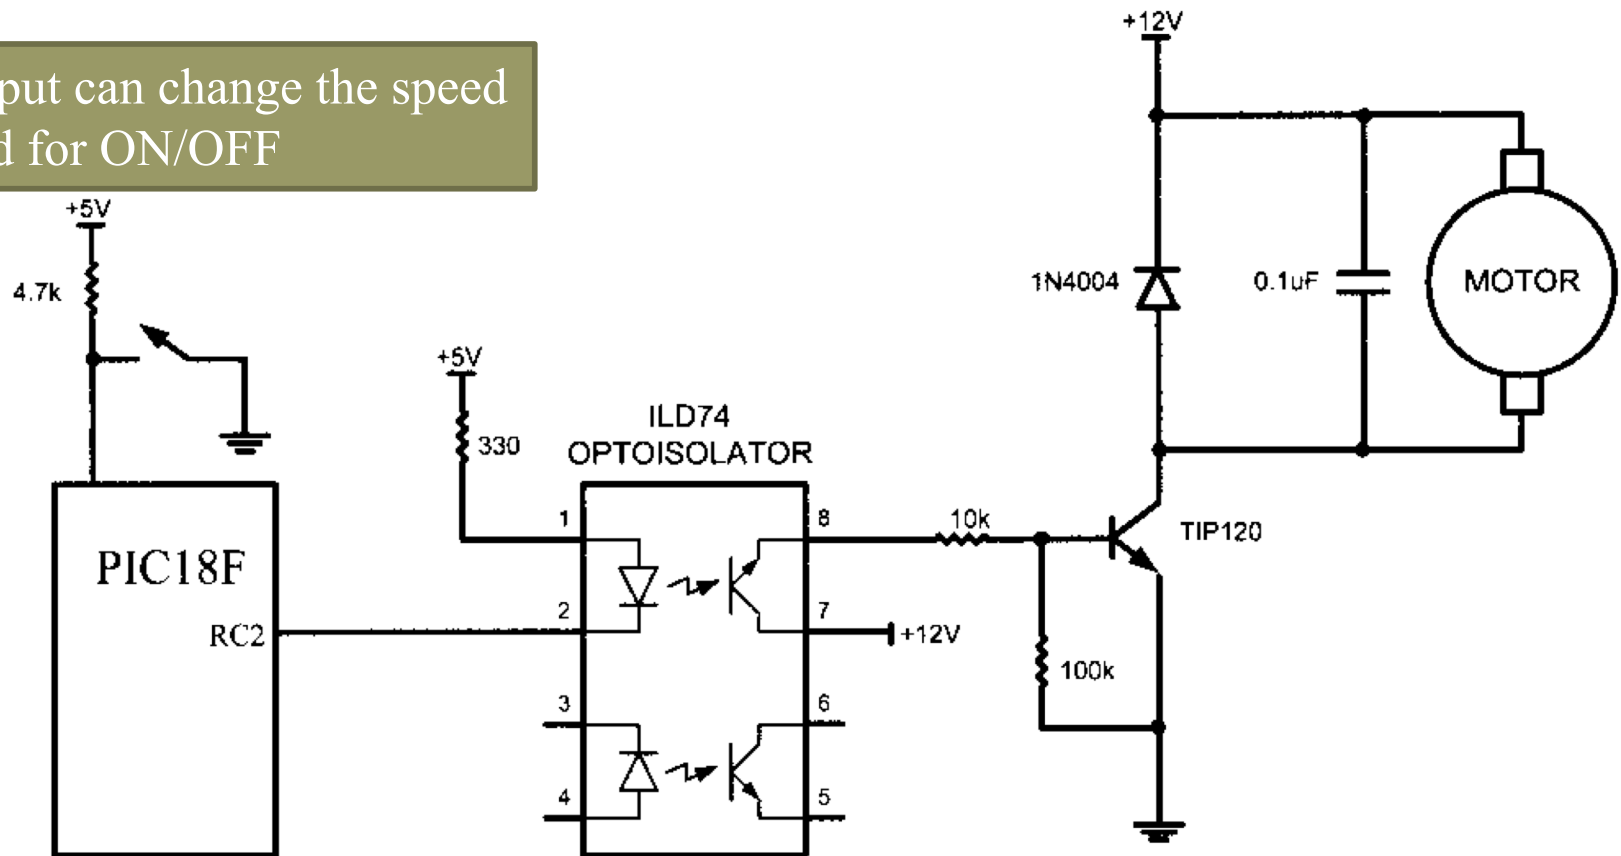 put can change the speed
for ON/OFF
+12V
+5V
4.7k
1N4004
0.1uF
MOTOR
+5V
330
ILD74
OPTOISOLATOR
1
8
10k
TIP120
PIC18F
RC2
2
7
+12V
100k
3
6
4
5